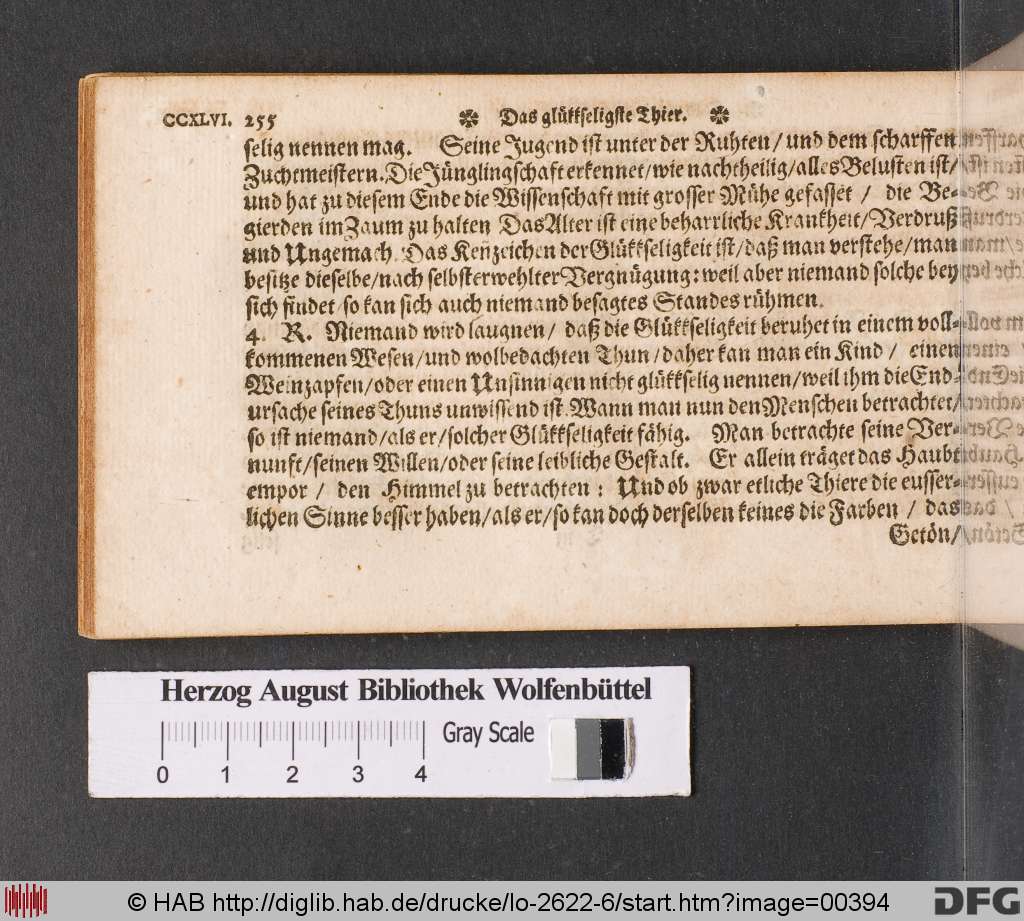 CCXLVI. 255 Das glükkseligste Thier.
selig nennen mag. Seine Jugend ist unter der Ruhten/ und dem scharffen
Zuchtmeistern. Die Jünglingschaft erkennet/ wie nachtheilig/ alles Belusten ist/
und hat zu diesem Ende die Wissenschaft mit grosser Mühe gefasset / die Be-
gierden im Zaum zu halten Das Alter ist eine beharrliche Krankheit/ Verdruß
und Ungemach. Das Kenzeichen der Glükkseligkeit ist/ daß man verstehe/ man
besitze dieselbe/ nach selbsterwehlter Vergnügung: weil aber niemand solche bey
sich findet/ so kan sich auch niemand besagtes Standes rühmen.
4. R. Niemand wird laugnen/ daß die Glükkseligkeit beruhet in einem voll-
kommenen Wesen/ und wolbedachten Thun/ daher kan man ein Kind / einen
Weinzapfen/ oder einen Unsinnigen nicht glükkselig nennen/ weil ihm die End-
ursache seines Thuns unwissend ist. Wann man nun den Menschen betrachtet/
so ist niemand/ als er/ solcher Glükkseligkeit fähig. Man betrachte seine Ver-
nunft/ seinen Willen/ oder seine leibliche Gestalt. Er allein träget das Haubt
empor / den Himmel zu betrachten : Und ob zwar etliche Thiere die eusser-
lichen Sinne besser haben/ als er/ so kan doch derselben keines die Farben / das
Getön/
Herzog August Bibliothek Wolfenbüttel
Gray Scale
0 1 2 3 4
© HAB http://diglib.hab.de/drucke/lo-2622-6/start.htm?image=00394
DFG